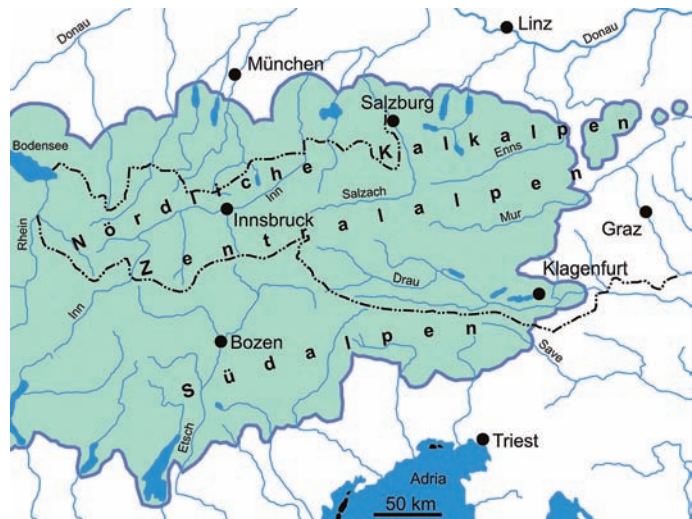 Donau
Linz
Donau
München
Salzburg
Bodensee
Nördliche Kalkalpen
Enns
Inn
Salzach
Innsbruck
Zentralalpen
Mur
Graz
Rhein
Drau
Klagenfurt
Inn
Bozen
Südalpen
Save
Etsch
Triest
Adria
50 km